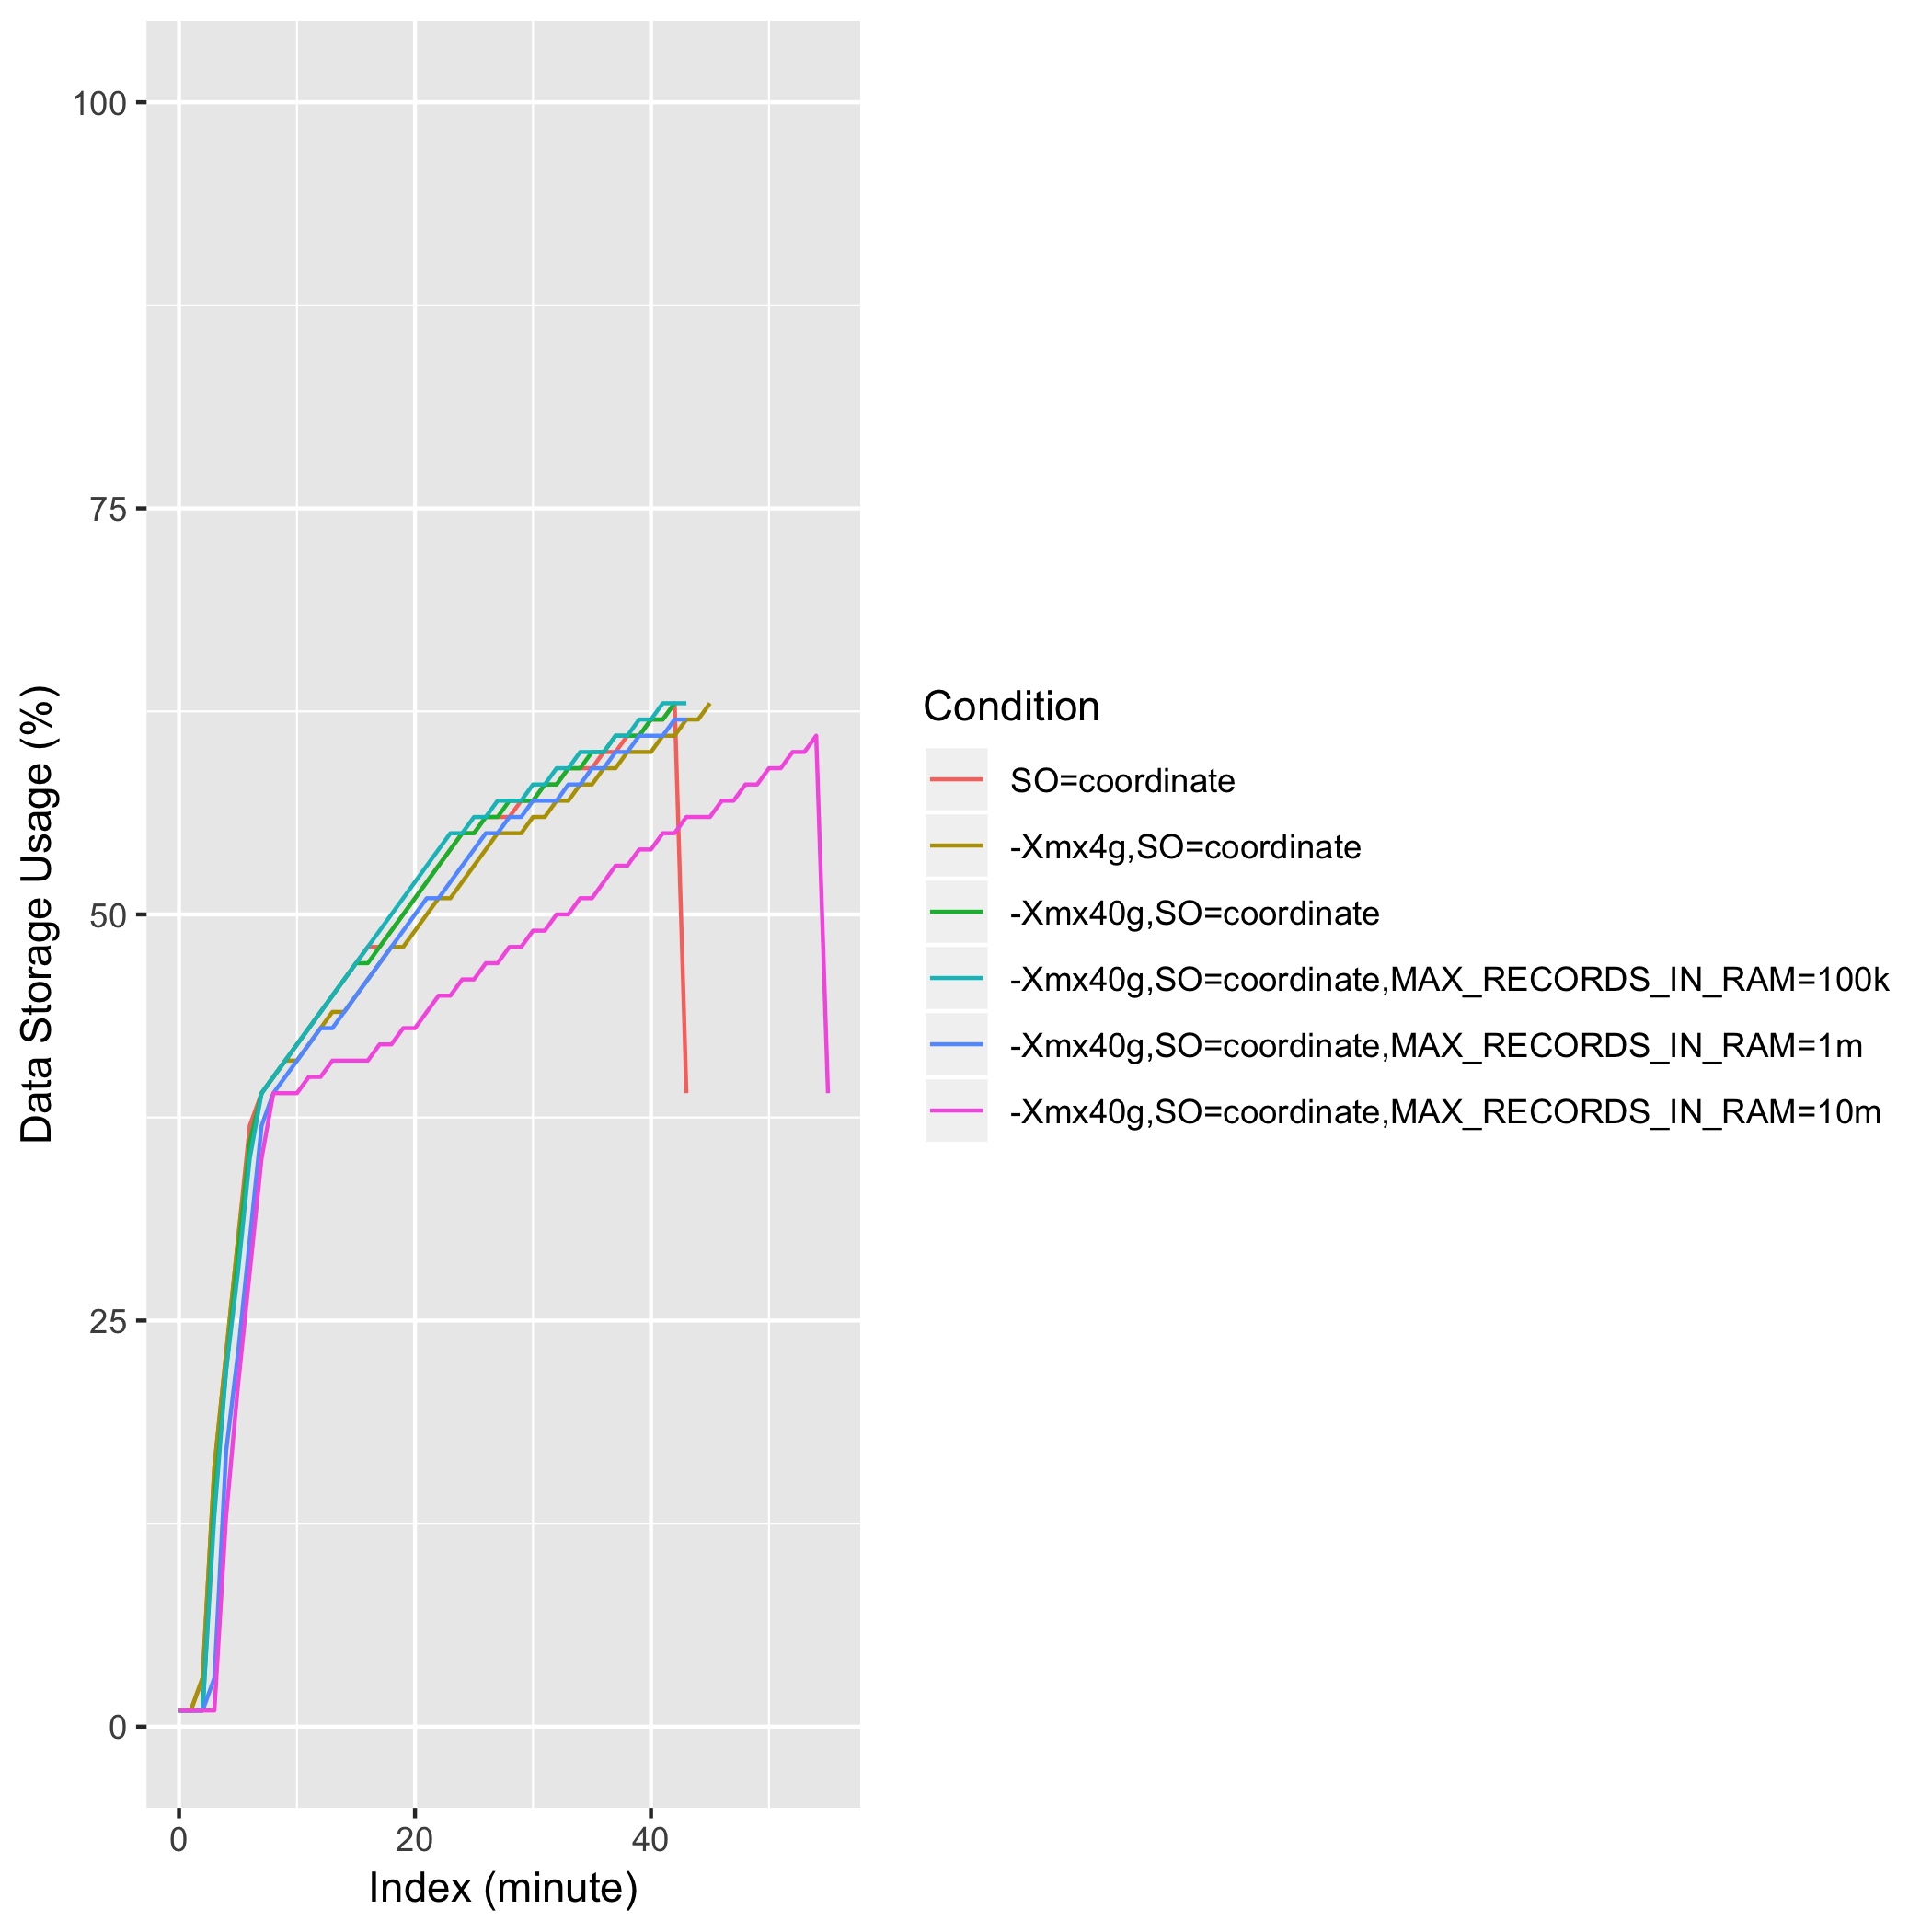 100
75
50
25
0
Data Storage Usage (%)
0 20 40
Index (minute)
Condition
SO=coordinate
-Xmx4g,SO=coordinate
-Xmx40g,SO=coordinate
-Xmx40g,SO=coordinate,MAX_RECORDS_IN_RAM=100k
-Xmx40g,SO=coordinate,MAX_RECORDS_IN_RAM=1m
-Xmx40g,SO=coordinate,MAX_RECORDS_IN_RAM=10m